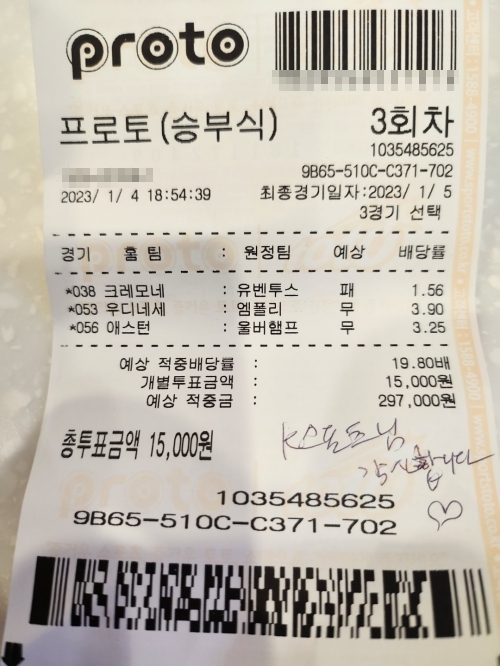 proto
프로토(승부식) 3회차
1035485625
9B65-510C-C371-702
2023/ 1/ 4 18:54:39 최종경기일자:2023/ 1/ 5
3경기 선택
경기 홈 팀 : 원정팀 예상 배당률
*038 크레모네 : 유벤투스 패 1.56
*053 우디네세 : 엠폴리 무 3.90
*056 애스턴 : 울버햄프 무 3.25
예상 적중배당률 : 19.80배
개별투표금액 : 15,000원
예상 적중금 : 297,000원
총투표금액 15,000원
감사합니다
1035485625
9B65-510C-C371-702